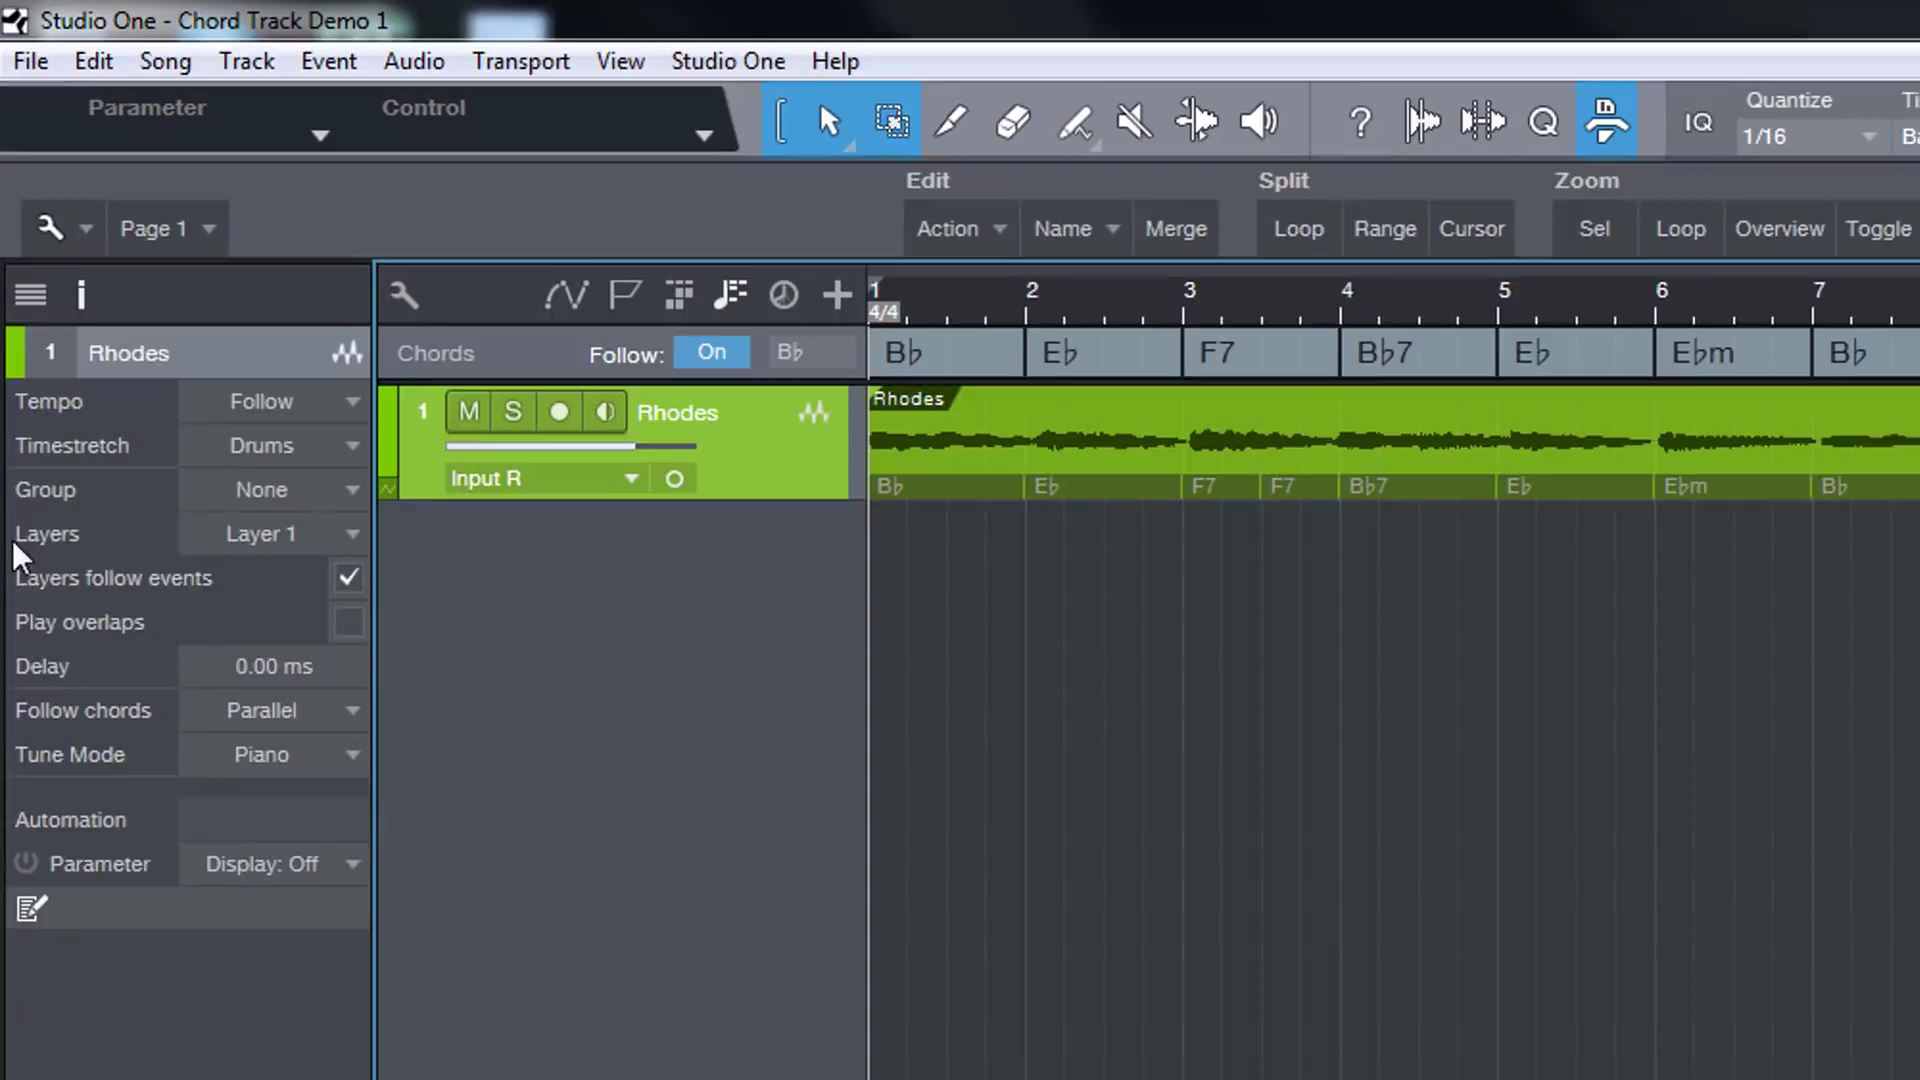 Studio One - Chord Track Demo 1
File Edit Song Track Event Audio Transport View Studio One Help
Parameter Control
? Q IQ Quantize
1/16
Edit Split Zoom
Page 1 Action Name Merge Loop Range Cursor Sel Loop Overview Toggle
i
1 2 3 4 5 6 7
4/4
1 Rhodes
Chords Follow: On B♭ B♭ E♭ F7 B♭7 E♭ E♭m B♭
Tempo Follow
1 M S Rhodes Rhodes
Timestretch Drums
Input R B♭ E♭ F7 F7 B♭7 E♭ E♭m B♭
Group None
Layers Layer 1
Layers follow events
Play overlaps
Delay 0.00 ms
Follow chords Parallel
Tune Mode Piano
Automation
Parameter Display: Off